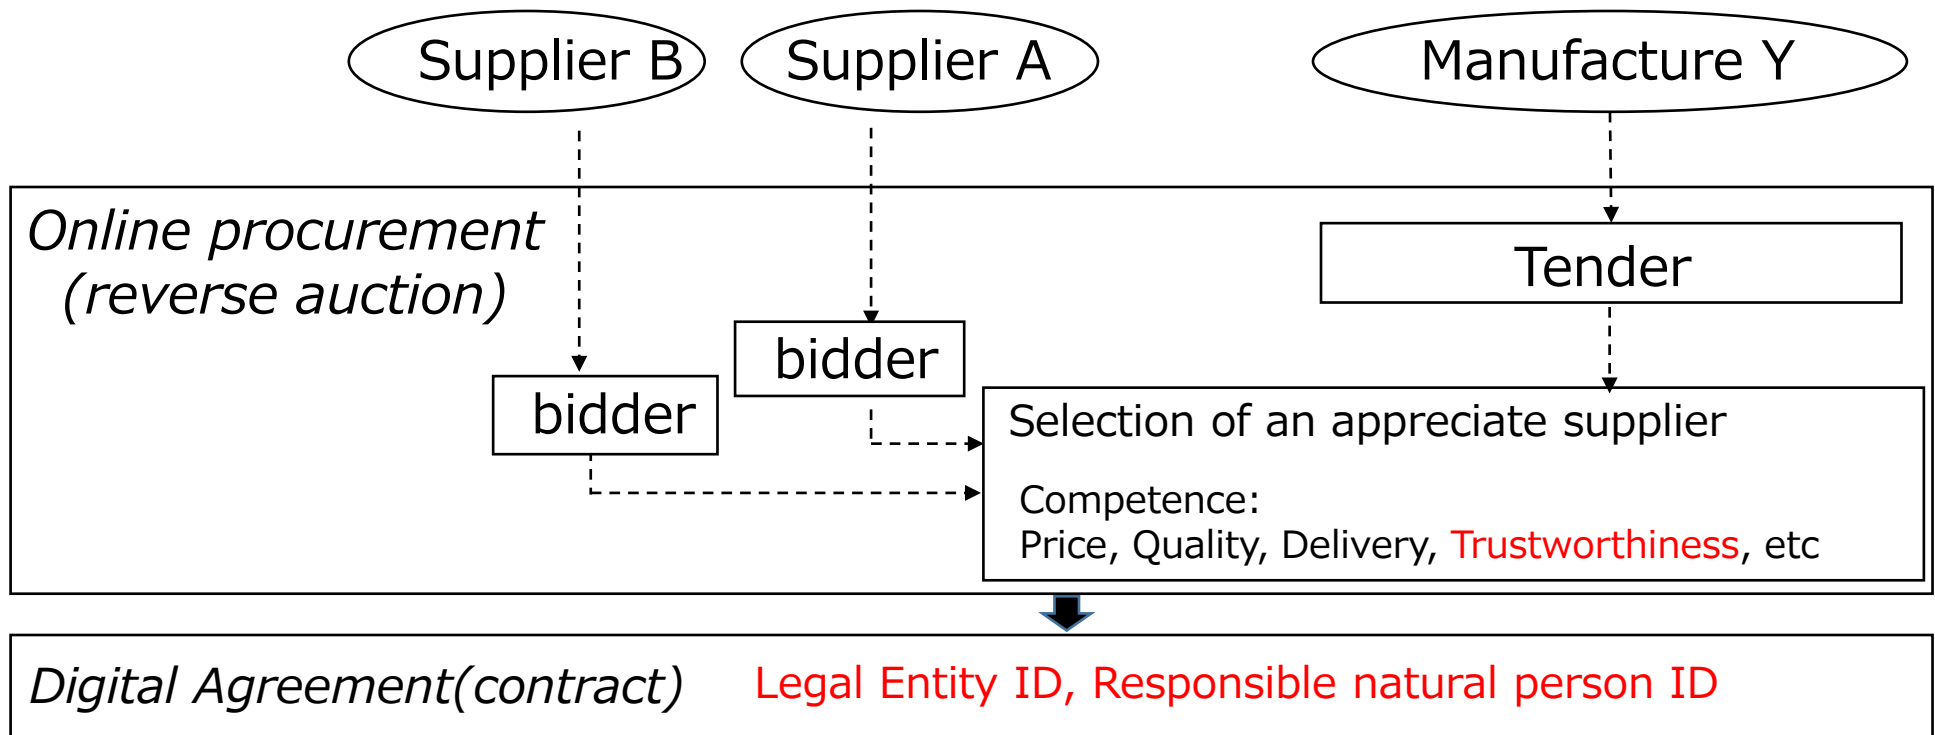 Supplier B
Supplier A
Manufacture Y
Online procurement
(reverse auction)
Tender
bidder
bidder
Selection of an appreciate supplier
Competence:
Price, Quality, Delivery, Trustworthiness, etc
Digital Agreement(contract)
Legal Entity ID, Responsible natural person ID